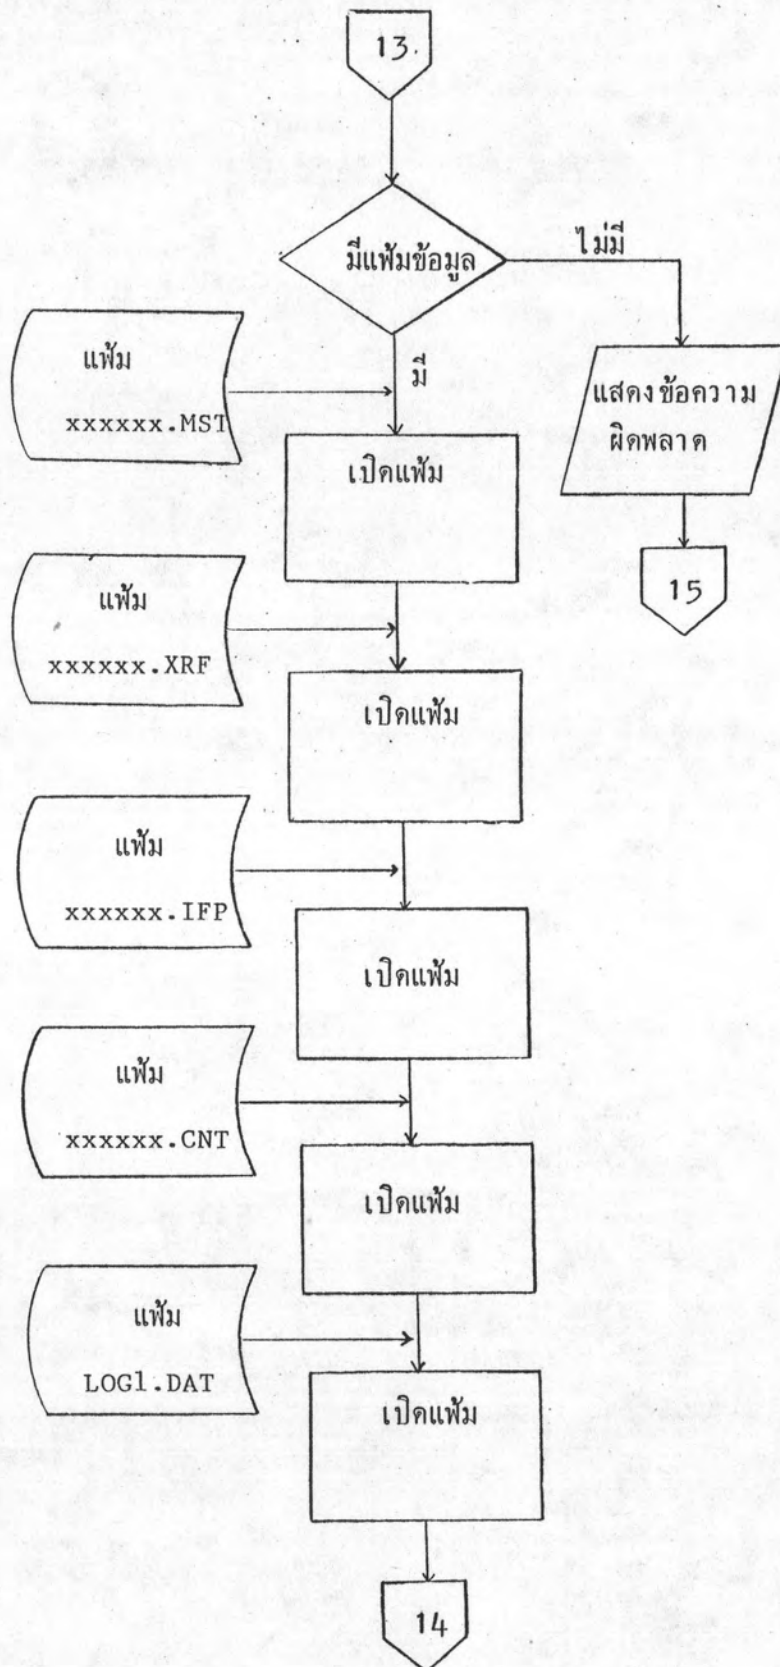 13
มีแฟ้มข้อมูล
ไม่มี
แฟ้ม
xxxxxx.MST
มี
แสดงข้อความ
ผิดพลาด
เปิดแฟ้ม
15
แฟ้ม
xxxxxx.XRF
เปิดแฟ้ม
แฟ้ม
xxxxxx.IFP
เปิดแฟ้ม
แฟ้ม
xxxxxx.CNT
เปิดแฟ้ม
แฟ้ม
LOG1.DAT
เปิดแฟ้ม
14